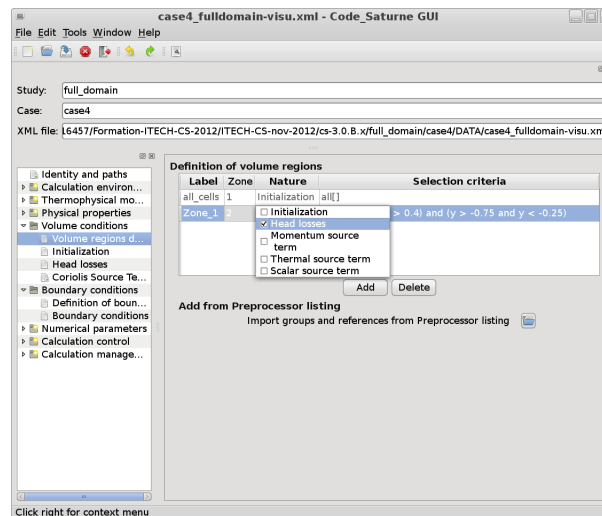 case4_fulldomain-visu.xml - Code_Saturne GUI
File Edit Tools Window Help
Study: full_domain
Case: case4
XML file: 16457/Formation-ITECH-CS-2012/ITECH-CS-nov-2012/cs-3.0.B.x/full_domain/case4/DATA/case4_fulldomain-visu.xm
Identity and paths
Calculation environ...
Thermophysical mo...
Physical properties
Volume conditions
Volume regions d...
Initialization
Head losses
Coriolis Source Te...
Boundary conditions
Definition of boun...
Boundary conditions
Numerical parameters
Calculation control
Calculation manage...
Definition of volume regions
Label Zone Nature Selection criteria
all_cells 1 Initialization all[]
Zone_1 2 > 0.4) and (y > -0.75 and y < -0.25)
Initialization
Head losses
Momentum source
term
Thermal source term
Scalar source term
Add Delete
Add from Preprocessor listing
Import groups and references from Preprocessor listing
Click right for context menu